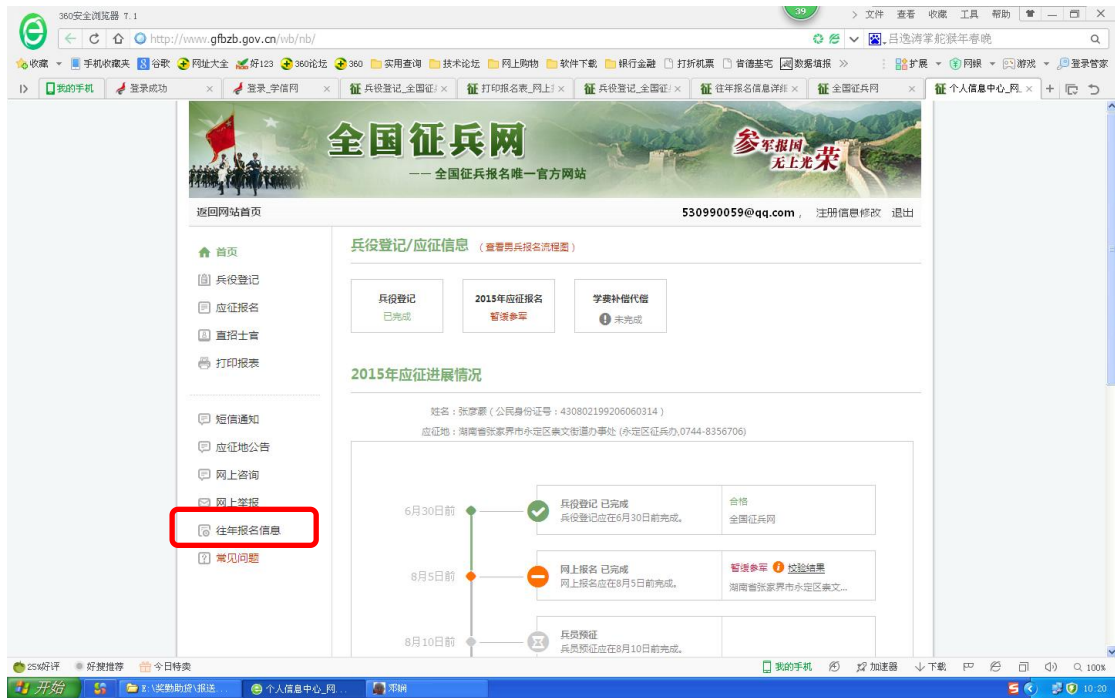 360安全浏览器 7.1
39
文件 查看 收藏 工具 帮助
http://www.gfbzb.gov.cn/wb/nb/
收藏 手机收藏夹 谷歌 网址大全 好123 360论坛 360 实用查询 技术论坛 网上购物 软件下载 银行金融 打折机票 肯德基宅 数据填报 扩展 网银 游戏 登录管家
我的手机 登录成功 登录_学信网 兵役登记_全国征 打印报名表_网上 兵役登记_全国征 往年报名信息详 全国征兵网 个人信息中心_网
全国征兵网
—— 全国征兵报名唯一官方网站
参军报国
无上光荣
返回网站首页
530990059@qq.com , 注册信息修改 退出
首页
兵役登记
应征报名
直招士官
打印报表
短信通知
应征地公告
网上咨询
网上举报
往年报名信息
常见问题
兵役登记/应征信息 (查看男兵报名流程图)
兵役登记
已完成
2015年应征报名
暂缓参军
学费补偿代偿
未完成
2015年应征进展情况
姓名:张彦蘅 ( 公民身份证号:430802199206060314 )
应征地:湖南省张家界市永定区崇文街道办事处 (永定区征兵办,0744-8356706)
6月30日前
兵役登记 已完成
兵役登记应在6月30日前完成。
合格
全国征兵网
8月5日前
网上报名 已完成
网上报名应在8月5日前完成。
暂缓参军 校验结果
湖南省张家界市永定区崇文...
8月10日前
兵员预征
兵员预征应在8月10日前完成。
25%好评 好搜推荐 今日特卖
我的手机 加速器 下载 100%
开始 E:\奖勤助贷\报送... 个人信息中心_网... 邓娴
10:20